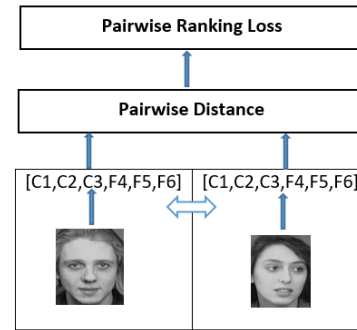 Pairwise Ranking Loss
Pairwise Distance
[C1,C2,C3,F4,F5,F6] [C1,C2,C3,F4,F5,F6]